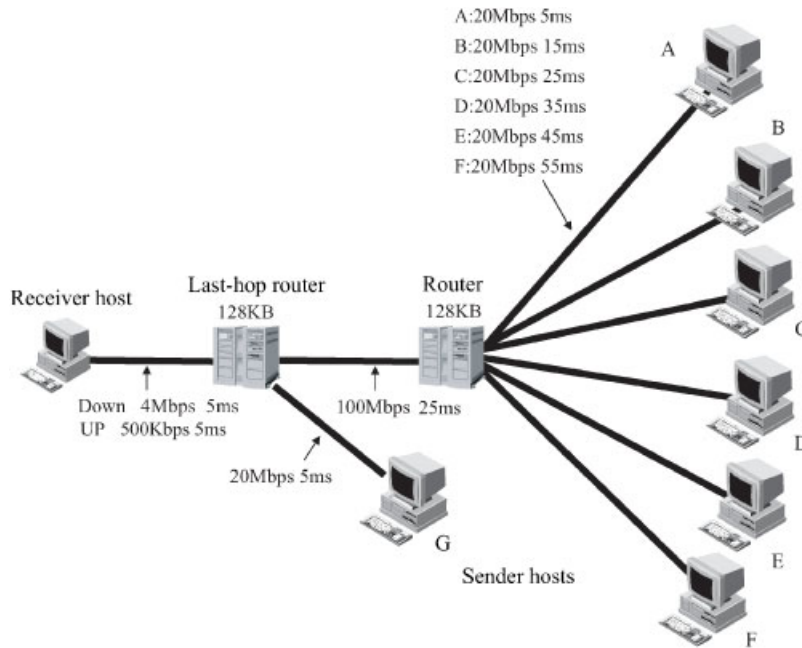 A:20Mbps 5ms
B:20Mbps 15ms
C:20Mbps 25ms
D:20Mbps 35ms
E:20Mbps 45ms
F:20Mbps 55ms
A
B
C
D
E
F
Receiver host
Last-hop router
128KB
Router
128KB
Down 4Mbps 5ms
UP 500Kbps 5ms
100Mbps 25ms
20Mbps 5ms
G
Sender hosts